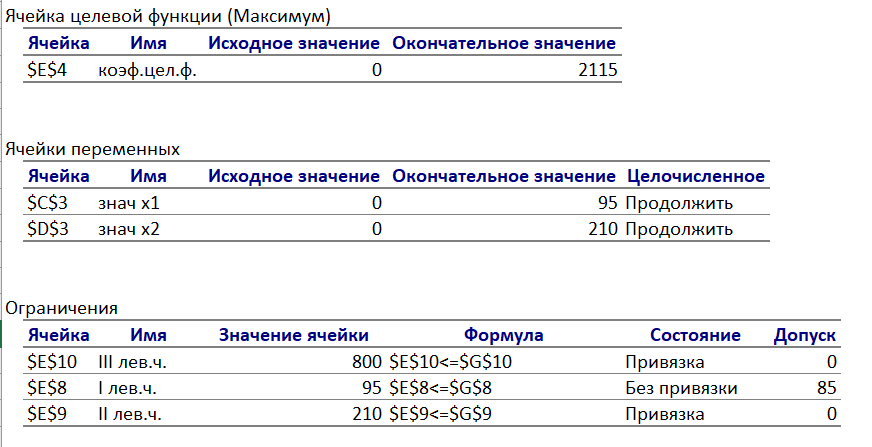 Ячейка целевой функции (Максимум)
Ячейка Имя Исходное значение Окончательное значение
$E$4 коэф.цел.ф. 0 2115
Ячейки переменных
Ячейка Имя Исходное значение Окончательное значение Целочисленное
$C$3 знач x1 0 95 Продолжить
$D$3 знач x2 0 210 Продолжить
Ограничения
Ячейка Имя Значение ячейки Формула Состояние Допуск
$E$10 III лев.ч. 800 $E$10<=$G$10 Привязка 0
$E$8 I лев.ч. 95 $E$8<=$G$8 Без привязки 85
$E$9 II лев.ч. 210 $E$9<=$G$9 Привязка 0